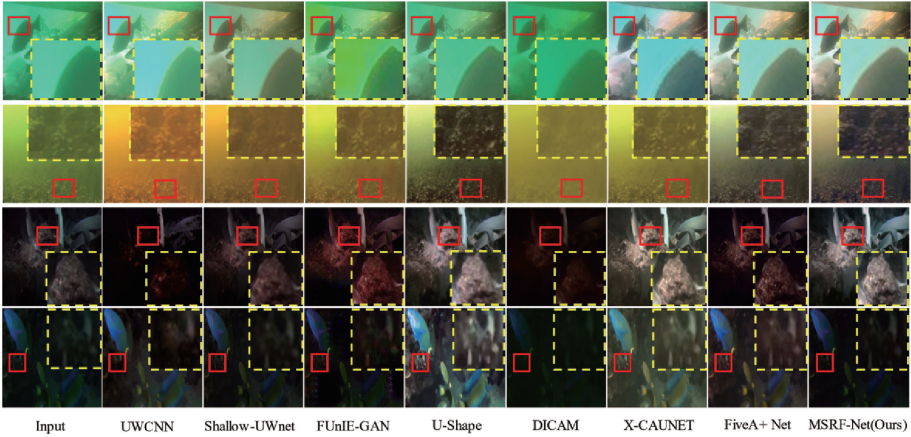 Input UWCNN Shallow-UWnet FUnIE-GAN U-Shape DICAM X-CAUNET FiveA+ Net MSRF-Net(Ours)